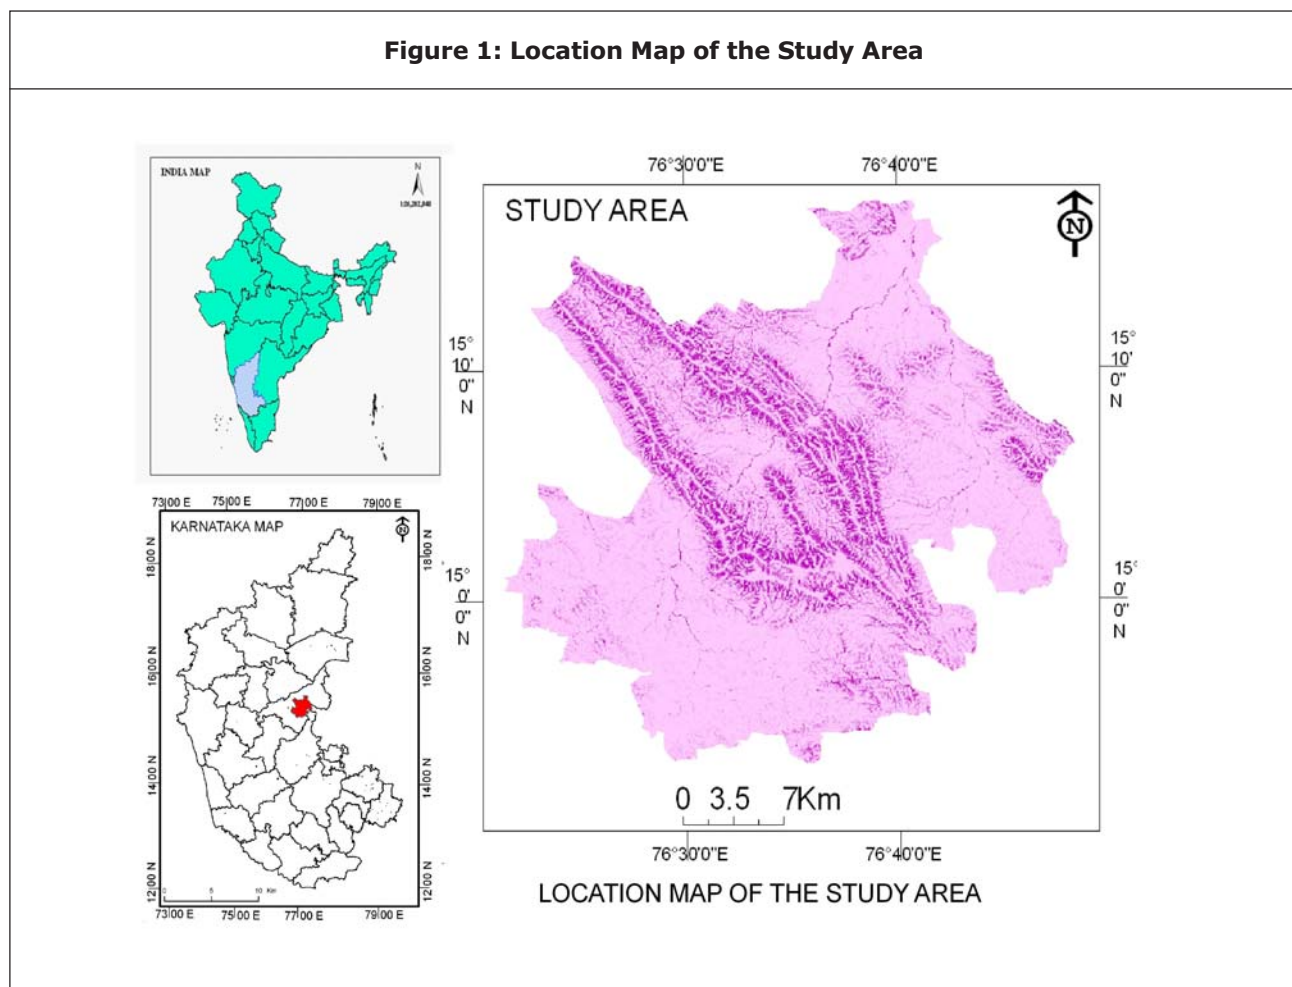 Figure 1: Location Map of the Study Area
INDIA MAP
N
76°30'0"E 76°40'0"E
STUDY AREA
N
15°
10'
0"
N
15°
10'
0"
N
15°
0'
0"
N
15°
0'
0"
N
0 3.5 7Km
76°30'0"E 76°40'0"E
LOCATION MAP OF THE STUDY AREA
73 00 E 75 00 E 77 00 E 79 00 E
KARNATAKA MAP
N
18 00 N 18 00 N
16 00 N 16 00 N
14 00 N 14 00 N
12 00 N 12 00 N
0 5 10 Km
73 00 E 75 00 E 77 00 E 79 00 E